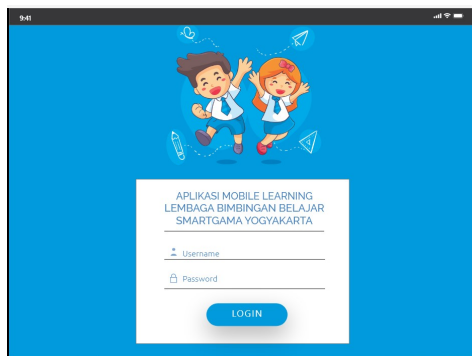 9:41
APLIKASI MOBILE LEARNING
LEMBAGA BIMBINGAN BELAJAR
SMARTGAMA YOGYAKARTA
Username
Password
LOGIN